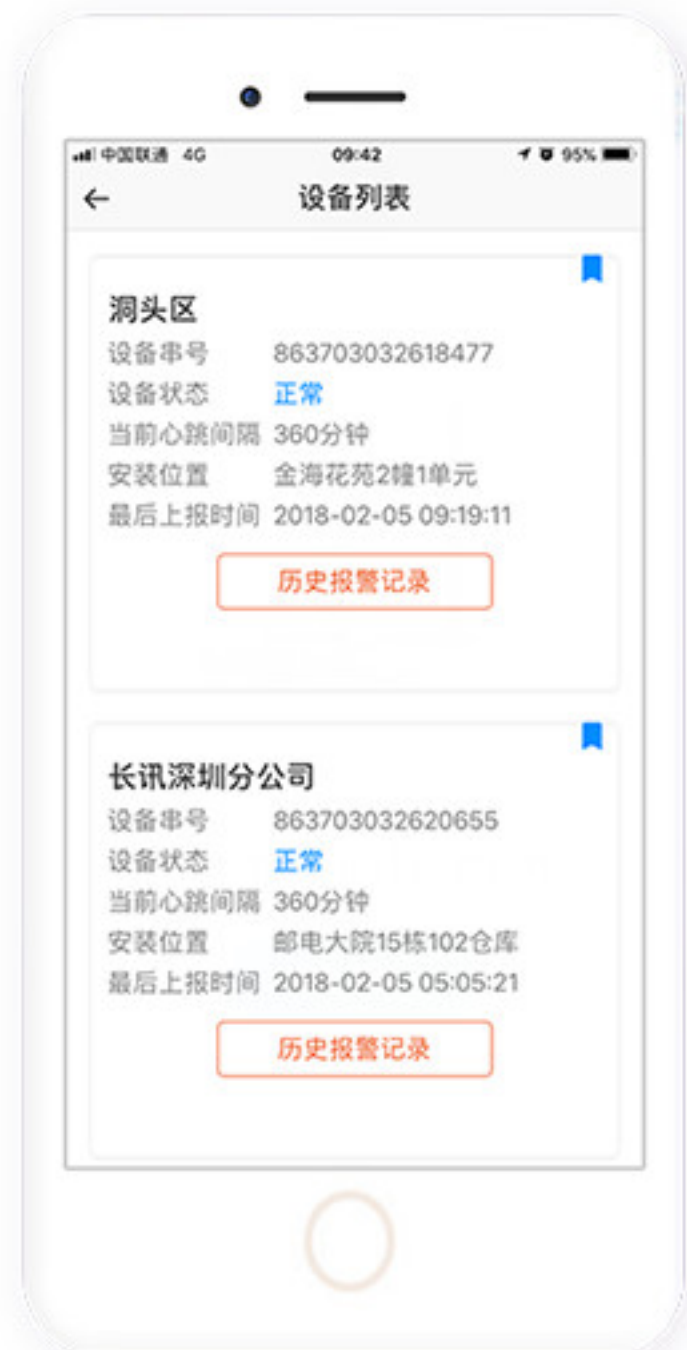 中国联通 4G 09:42 95%
设备列表
洞头区
设备串号 863703032618477
设备状态 正常
当前心跳间隔 360分钟
安装位置 金海花苑2幢1单元
最后上报时间 2018-02-05 09:19:11
历史报警记录
长讯深圳分公司
设备串号 863703032620655
设备状态 正常
当前心跳间隔 360分钟
安装位置 邮电大院15栋102仓库
最后上报时间 2018-02-05 05:05:21
历史报警记录